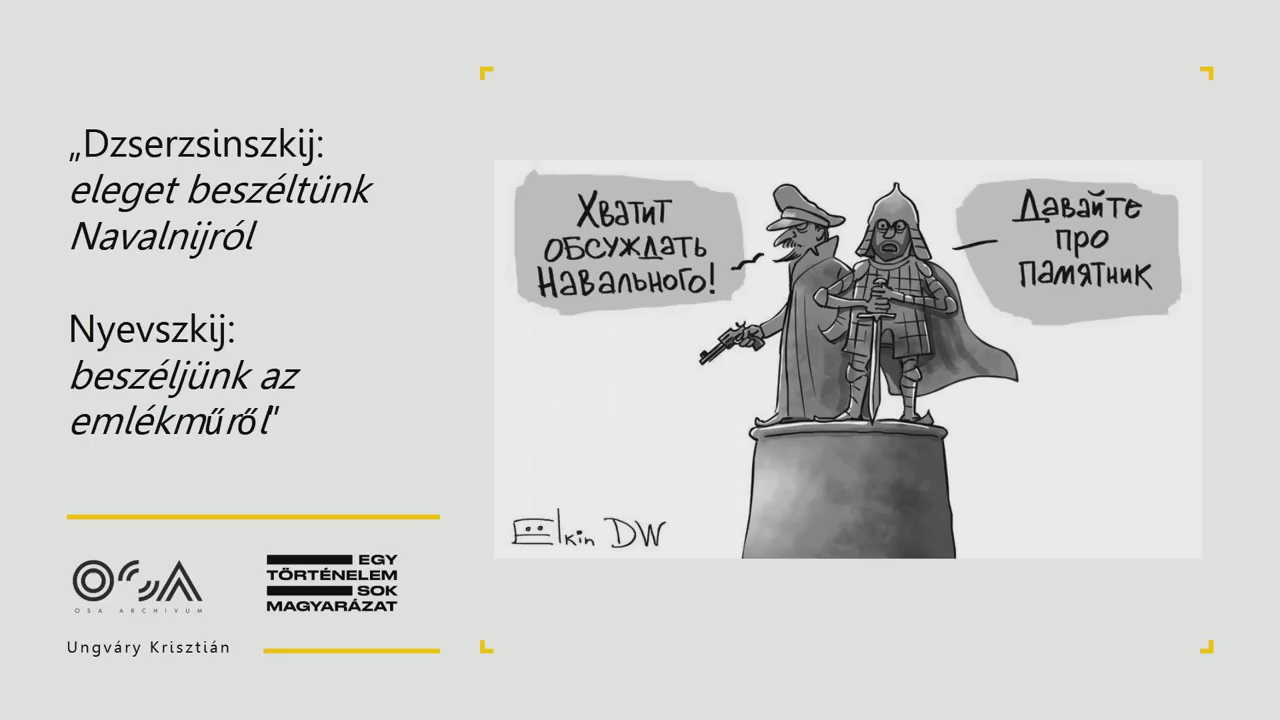 „Dzserzsinszkij:
eleget beszéltünk
Navalnijról
Nyevszkij:
beszéljünk az
emlékműről"
OSA ARCHIVUM
EGY
TÖRTÉNELEM
SOK
MAGYARÁZAT
Ungváry Krisztián
Хватит
обсуждать
Навального!
Давайте
про
памятник
Elkin DW